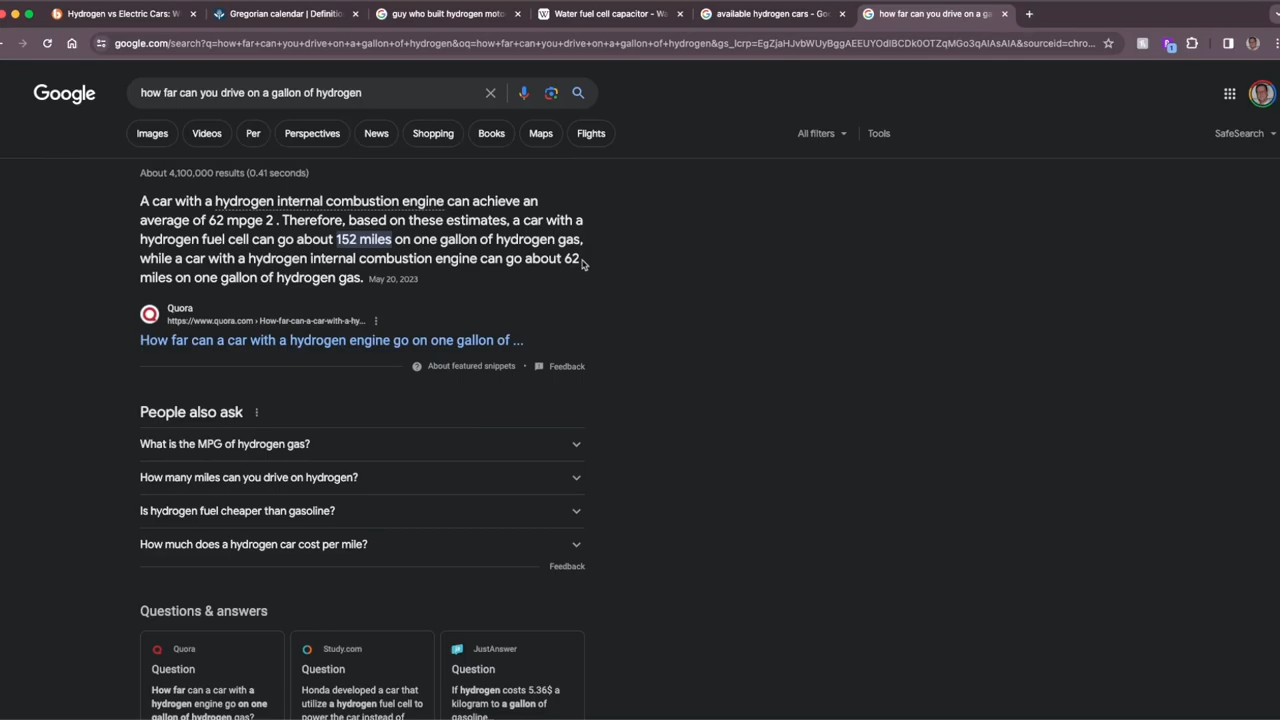 Hydrogen vs Electric Cars: W
Gregorian calendar | Definitio
guy who built hydrogen moto
Water fuel cell capacitor - Wa
available hydrogen cars - Goo
how far can you drive on a ga
google.com/search?q=how+far+can+you+drive+on+a+gallon+of+hydrogen&oq=how+far+can+you+drive+on+a+gallon+of+hydrogen&gs_lcrp=EgZjaHJvbWUyBggAEEUYOdIBCDk0OTZqMGo3qAIAsAIA&sourceid=chro...
Google
how far can you drive on a gallon of hydrogen
Images
Videos
Per
Perspectives
News
Shopping
Books
Maps
Flights
All filters
Tools
SafeSearch
About 4,100,000 results (0.41 seconds)
A car with a hydrogen internal combustion engine can achieve an
average of 62 mpge 2 . Therefore, based on these estimates, a car with a
hydrogen fuel cell can go about 152 miles on one gallon of hydrogen gas,
while a car with a hydrogen internal combustion engine can go about 62
miles on one gallon of hydrogen gas. May 20, 2023
Quora
https://www.quora.com › How-far-can-a-car-with-a-hy...
How far can a car with a hydrogen engine go on one gallon of ...
About featured snippets • Feedback
People also ask
What is the MPG of hydrogen gas?
How many miles can you drive on hydrogen?
Is hydrogen fuel cheaper than gasoline?
How much does a hydrogen car cost per mile?
Feedback
Questions & answers
Quora
Question
How far can a car with a
hydrogen engine go on one
gallon of hydrogen gas?
Study.com
Question
Honda developed a car that
utilize a hydrogen fuel cell to
power the car instead of
JustAnswer
Question
If hydrogen costs 5.36$ a
kilogram to a gallon of
gasoline...